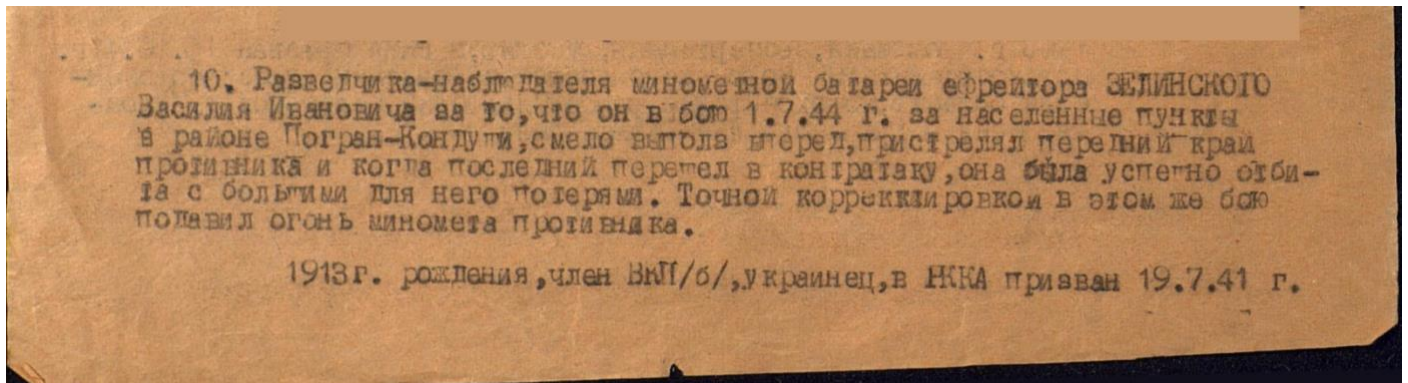 10. Разведчика-наблюдателя минометной батареи ефрейтора ЗЕЛИНСКОГО
Василия Ивановича за то,что он в бою 1.7.44 г. за населенные пункты
в районе Погран-Кондуши,смело выполз вперед,пристрелял передний край
противника и когда последний перешел в контратаку,она была успешно отби-
та с большими для него потерями. Точной корректировкой в этом же бою
подавил огонь миномета противника.
1913г. рождения,член ВКП/б/,украинец,в РККА призван 19.7.41 г.